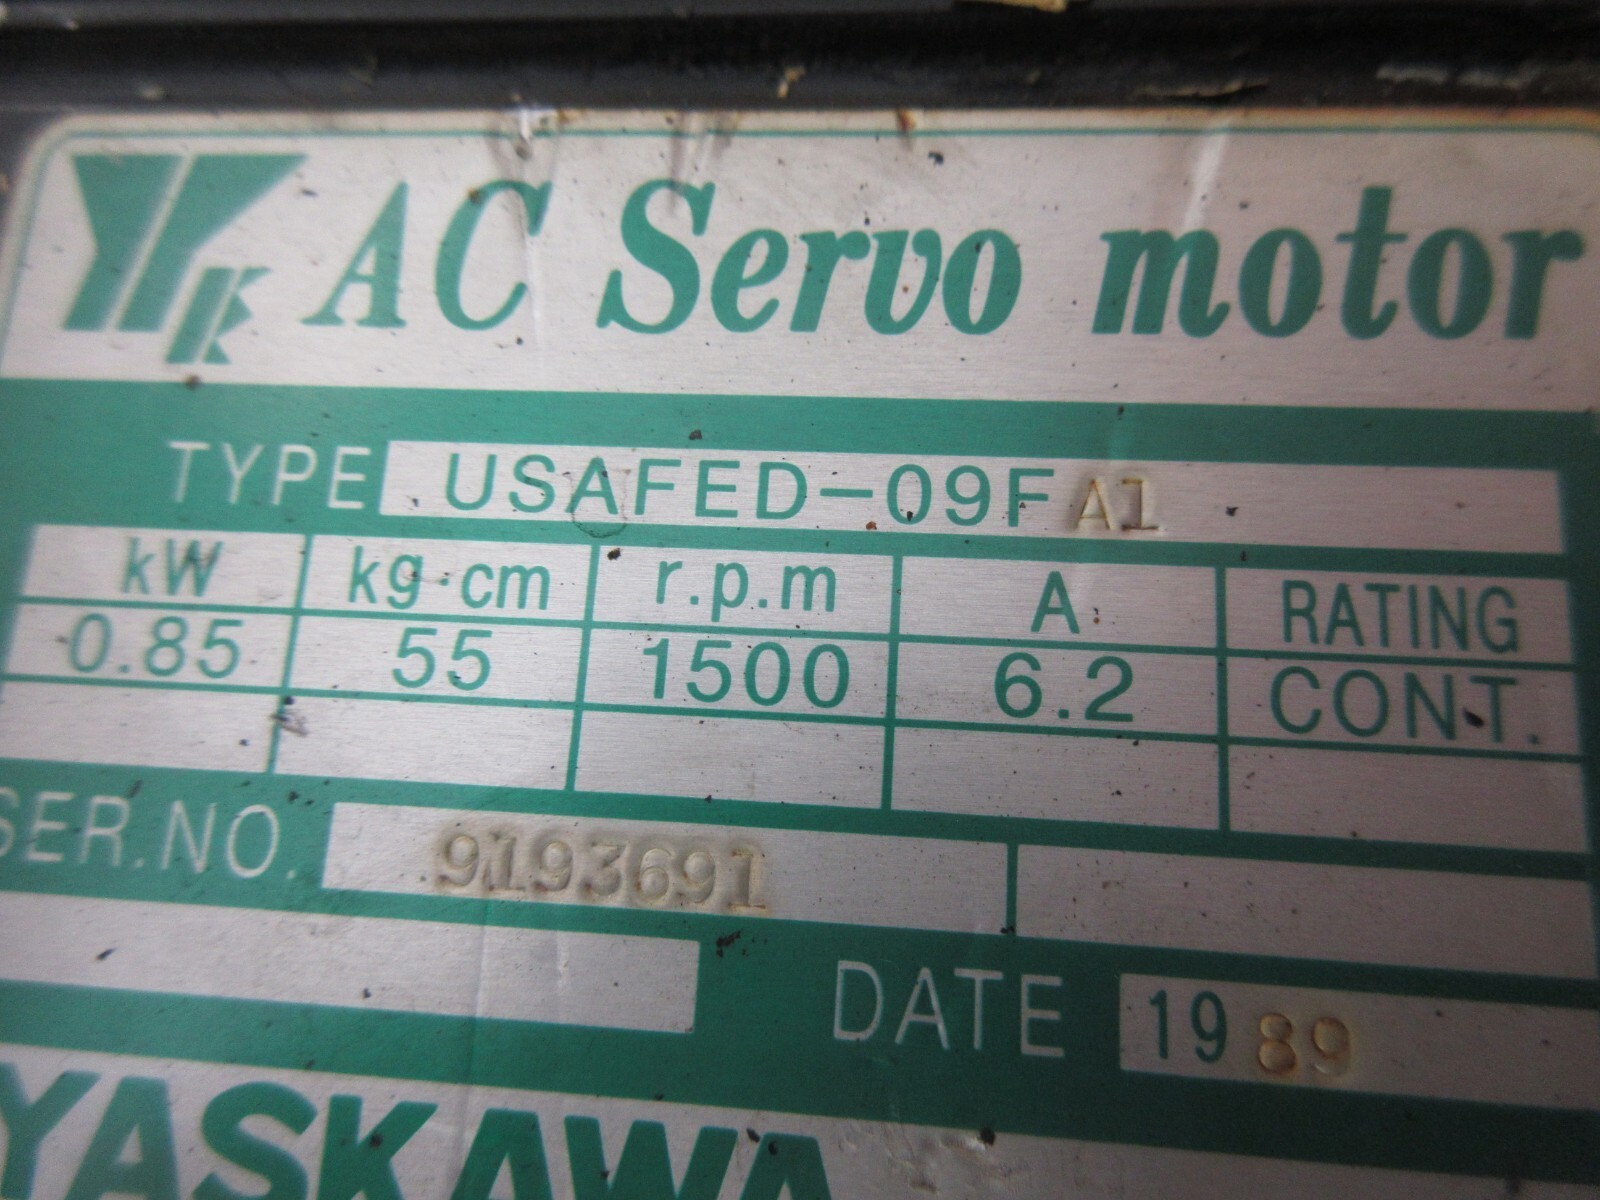 YK AC Servo motor
TYPE USAFED-09FA1
kW kg·cm r.p.m A RATING
0.85 55 1500 6.2 CONT.
SER.NO. 9193691
DATE 1989
YASKAWA